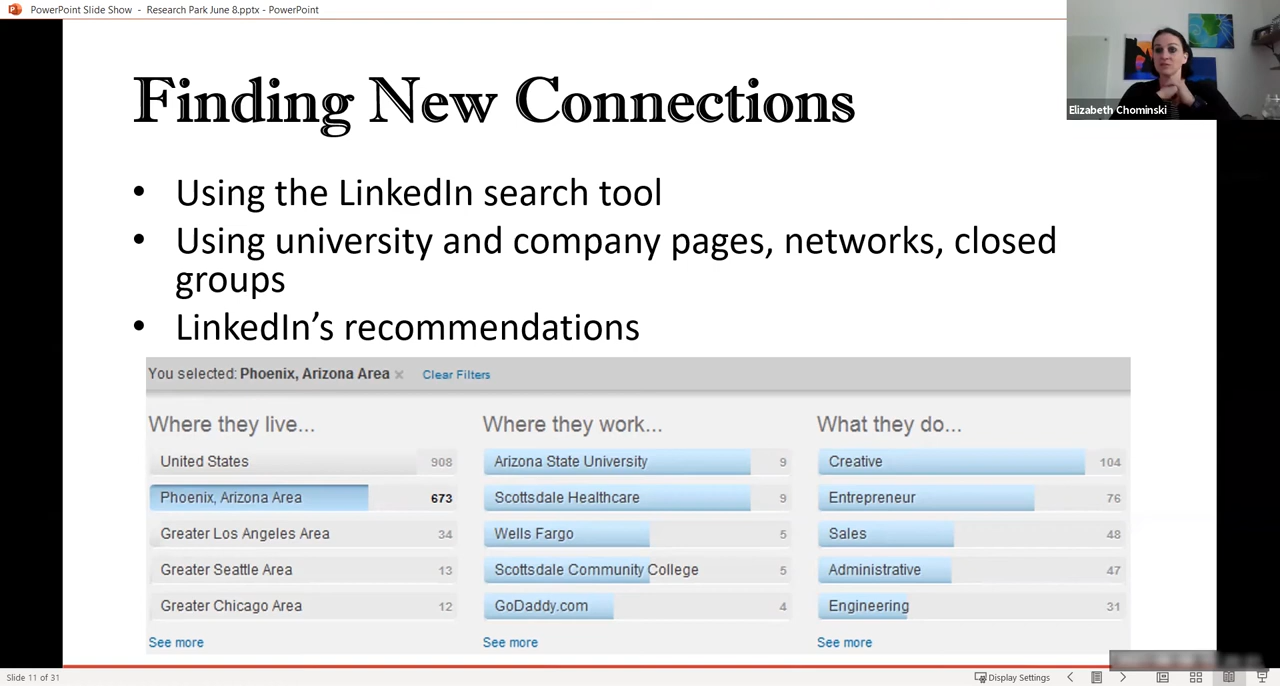 PowerPoint Slide Show - Research Park June 8.pptx - PowerPoint
Elizabeth Chominski
Finding New Connections
• Using the LinkedIn search tool
• Using university and company pages, networks, closed
groups
• LinkedIn’s recommendations
You selected: Phoenix, Arizona Area × Clear Filters
Where they live...
United States 908
Phoenix, Arizona Area 673
Greater Los Angeles Area 34
Greater Seattle Area 13
Greater Chicago Area 12
See more
Where they work...
Arizona State University 9
Scottsdale Healthcare 9
Wells Fargo 5
Scottsdale Community College 5
GoDaddy.com 4
See more
What they do...
Creative 104
Entrepreneur 76
Sales 48
Administrative 47
Engineering 31
See more
Slide 11 of 31
Display Settings